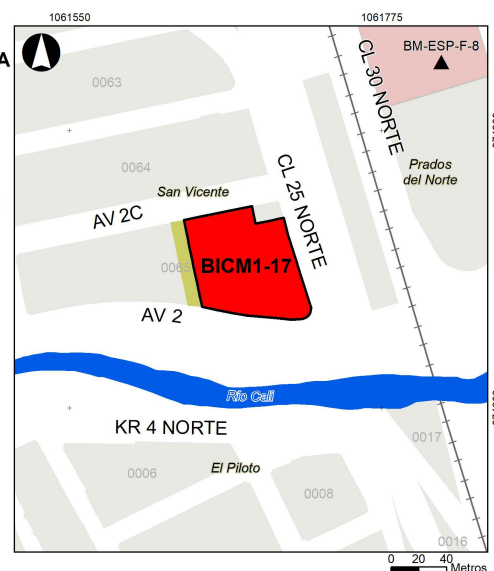 1061550
1061775
A
BM-ESP-F-8
CL 30 NORTE
0063
0064
Prados
del Norte
San Vicente
CL 25 NORTE
AV 2C
0065
BICM1-17
AV 2
Río Cali
KR 4 NORTE
0017
0006
El Piloto
0008
0016
0 20 40
Metros